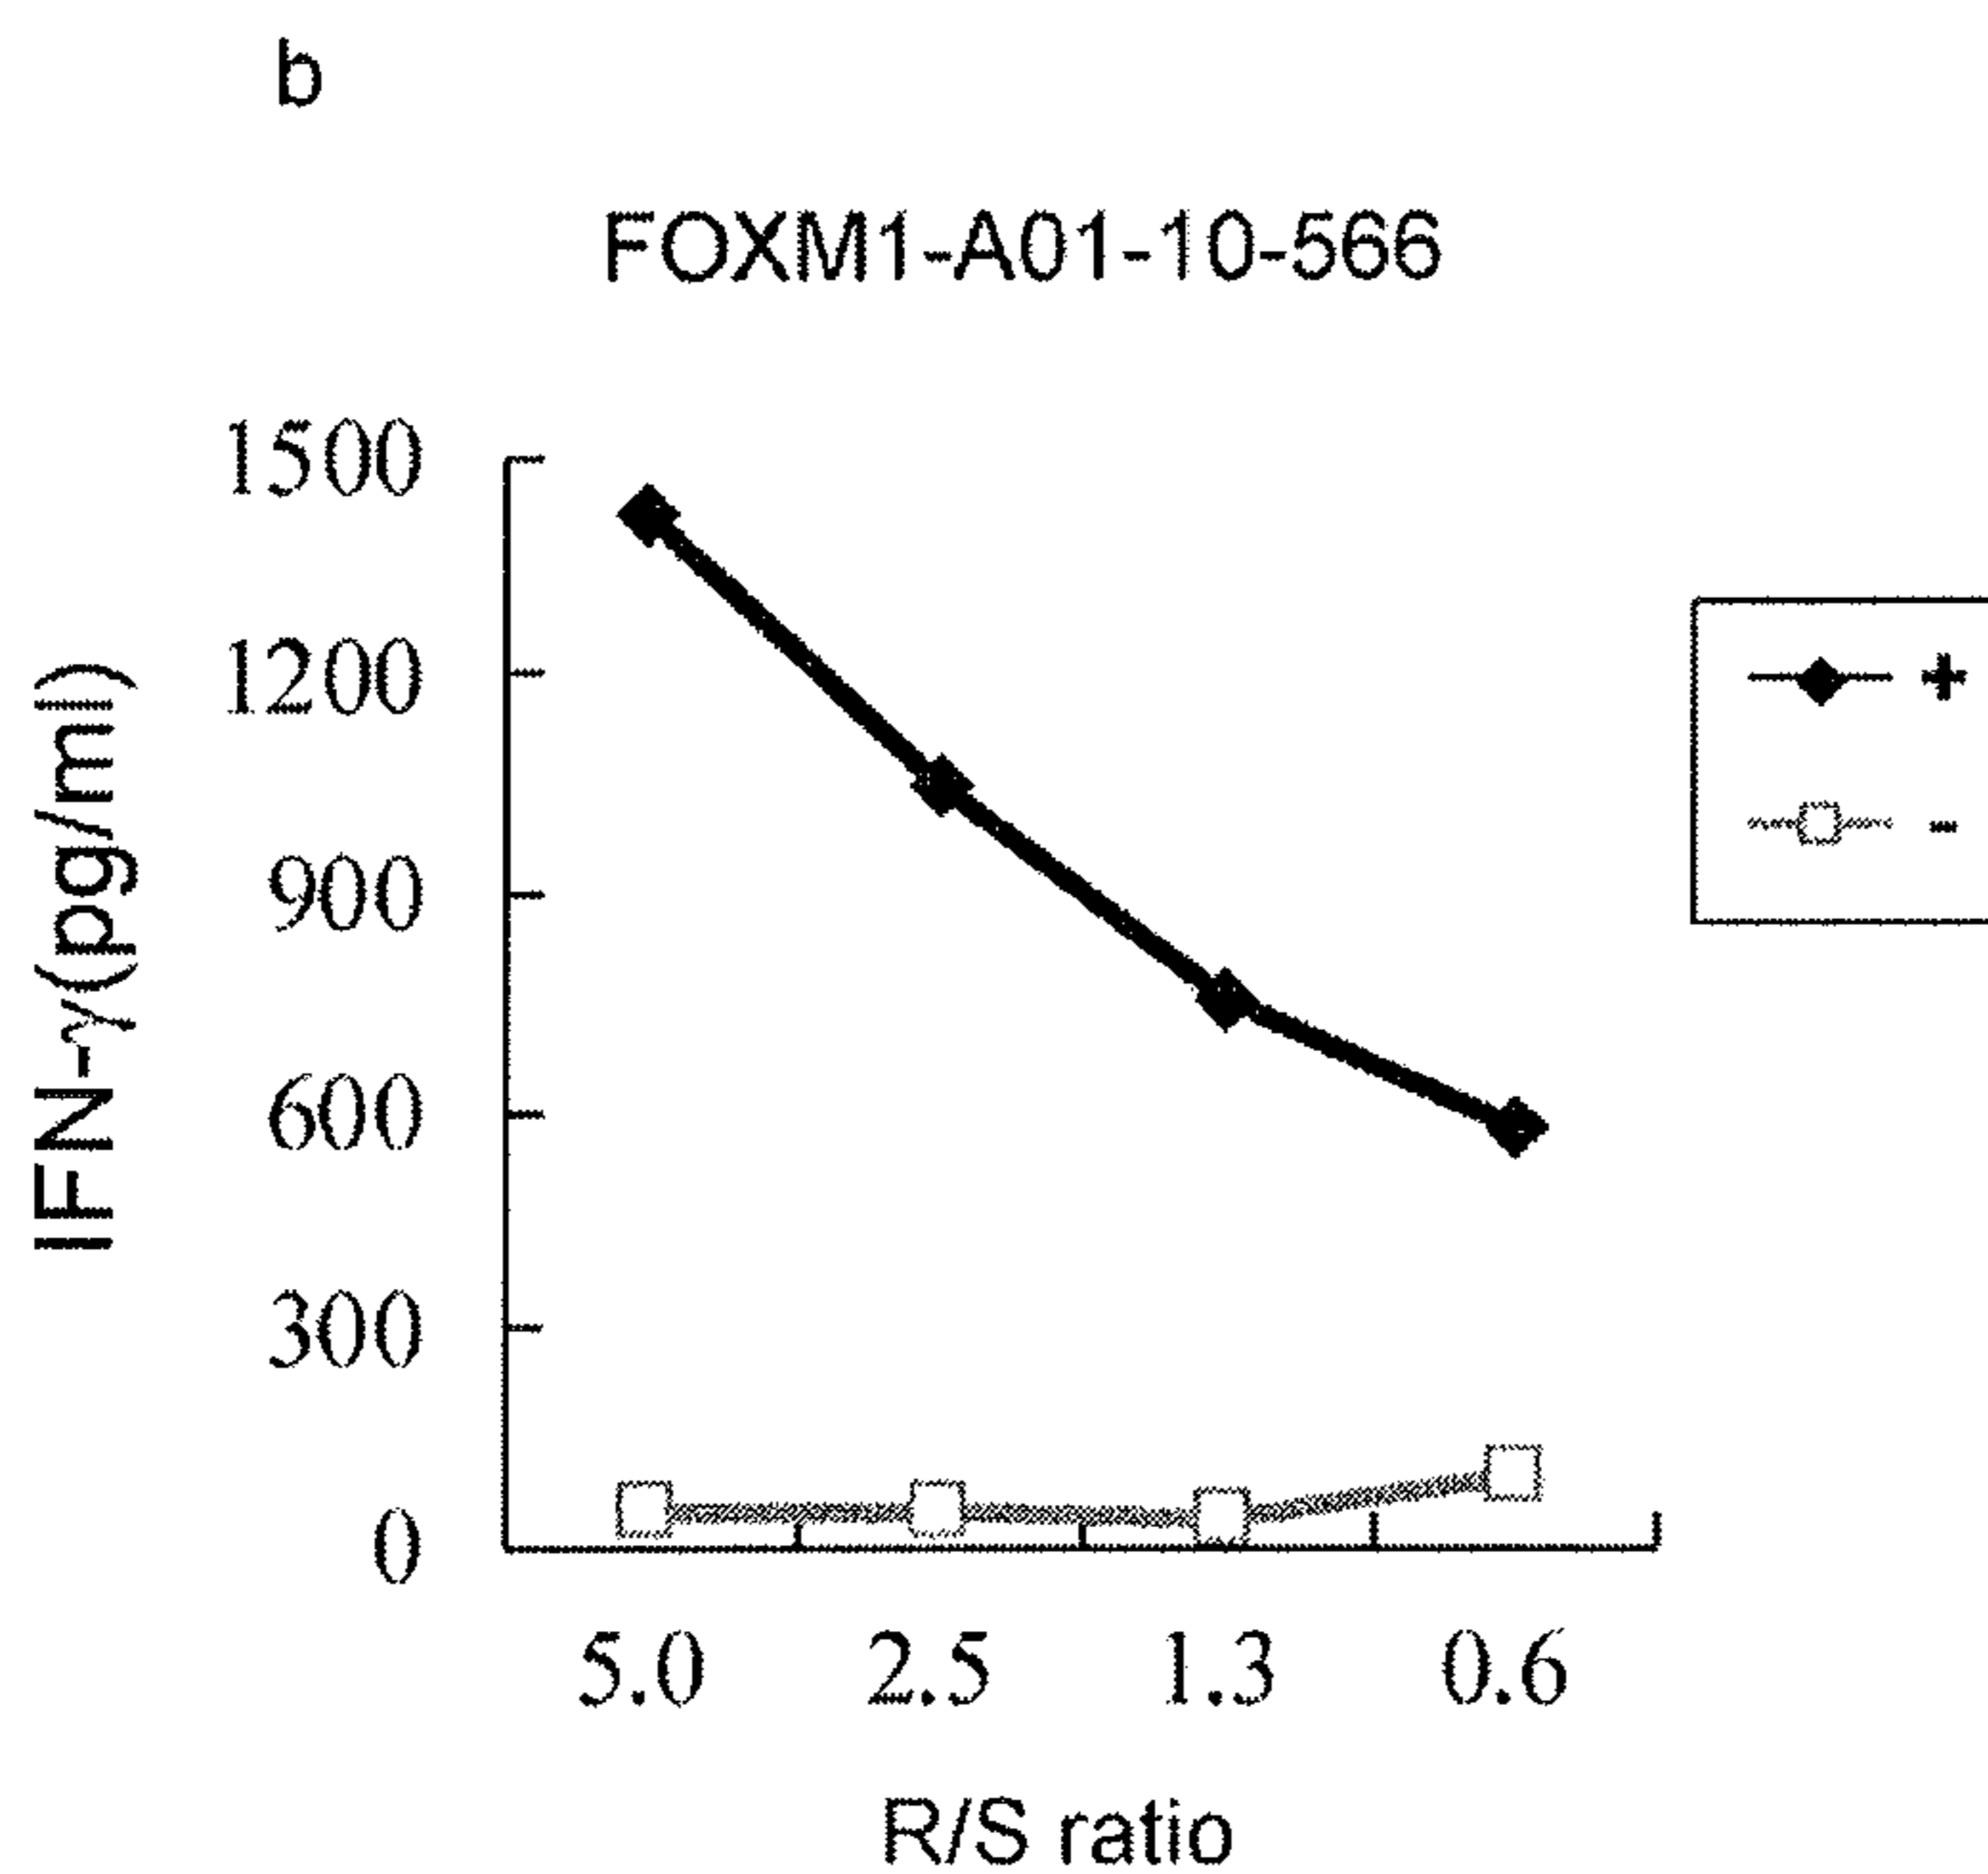 b
FOXM1-A01-10-566
IFN-γ(pg/ml)
1500
1200
900
600
300
0
+
-
5.0 2.5 1.3 0.6
R/S ratio